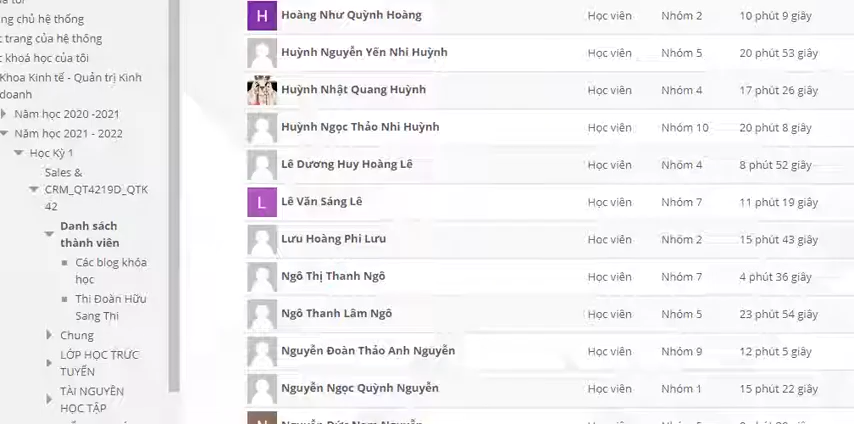 ng chủ hệ thống
c trang của hệ thống
c khoá học của tôi
Khoa Kinh tế - Quản trị Kinh
doanh
Năm học 2020 -2021
Năm học 2021 - 2022
Học Kỳ 1
Sales &
CRM_QT4219D_QTK
42
Danh sách
thành viên
Các blog khóa
học
Thi Đoàn Hữu
Sang Thi
Chung
LỚP HỌC TRỰC
TUYẾN
TÀI NGUYÊN
HỌC TẬP
H Hoàng Như Quỳnh Hoàng Học viên Nhóm 2 10 phút 9 giây
Huỳnh Nguyễn Yến Nhi Huỳnh Học viên Nhóm 5 20 phút 53 giây
Huỳnh Nhật Quang Huỳnh Học viên Nhóm 4 17 phút 26 giây
Huỳnh Ngọc Thảo Nhi Huỳnh Học viên Nhóm 10 20 phút 8 giây
Lê Dương Huy Hoàng Lê Học viên Nhóm 4 8 phút 52 giây
L Lê Văn Sáng Lê Học viên Nhóm 7 11 phút 19 giây
Lưu Hoàng Phi Lưu Học viên Nhóm 2 15 phút 43 giây
Ngô Thị Thanh Ngô Học viên Nhóm 7 4 phút 36 giây
Ngô Thanh Lâm Ngô Học viên Nhóm 5 23 phút 54 giây
Nguyễn Đoàn Thảo Anh Nguyễn Học viên Nhóm 9 12 phút 5 giây
Nguyễn Ngọc Quỳnh Nguyễn Học viên Nhóm 1 15 phút 22 giây